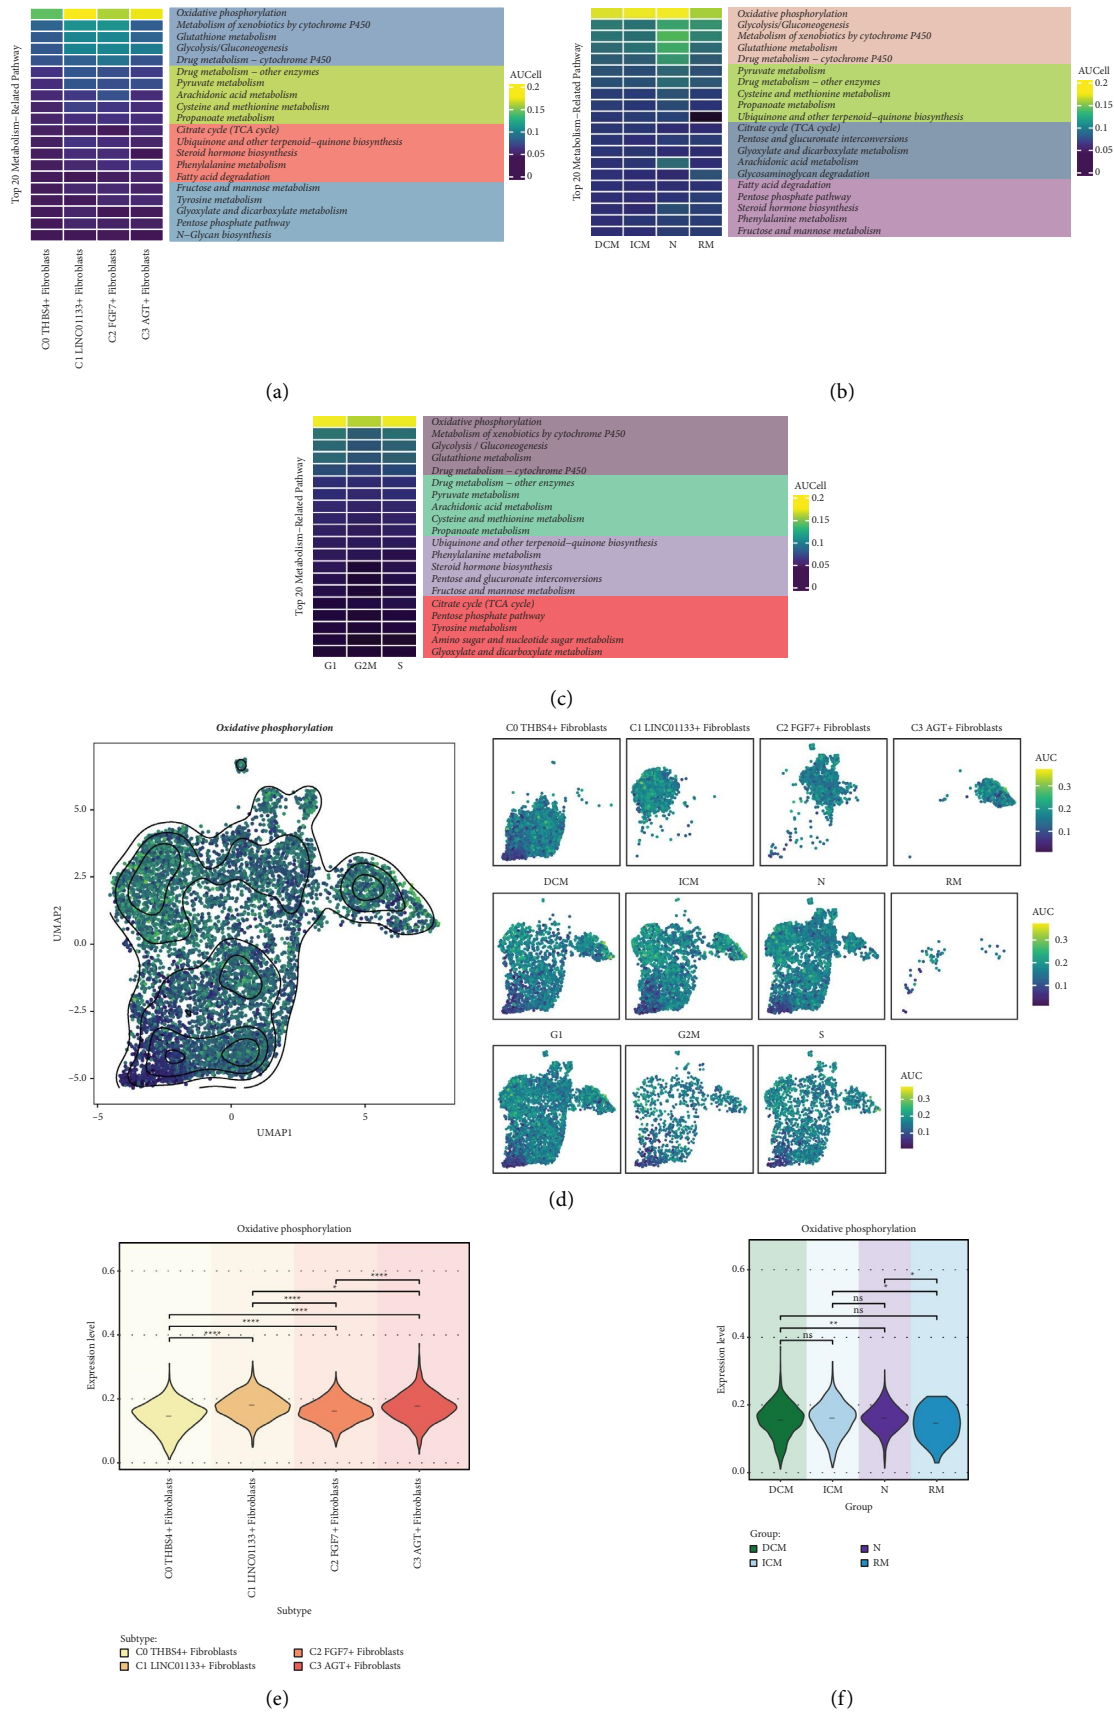 Top 20 Metabolism−Related Pathway
Oxidative phosphorylation
Metabolism of xenobiotics by cytochrome P450
Glutathione metabolism
Glycolysis/Gluconeogenesis
Drug metabolism − cytochrome P450
Drug metabolism − other enzymes
Pyruvate metabolism
Arachidonic acid metabolism
Cysteine and methionine metabolism
Propanoate metabolism
Citrate cycle (TCA cycle)
Ubiquinone and other terpenoid−quinone biosynthesis
Steroid hormone biosynthesis
Phenylalanine metabolism
Fatty acid degradation
Fructose and mannose metabolism
Tyrosine metabolism
Glyoxylate and dicarboxylate metabolism
Pentose phosphate pathway
N−Glycan biosynthesis
C0 THBS4+ Fibroblasts
C1 LINC01133+ Fibroblasts
C2 FGF7+ Fibroblasts
C3 AGT+ Fibroblasts
AUCell
0.2
0.15
0.1
0.05
0
(a)
Top 20 Metabolism−Related Pathway
Oxidative phosphorylation
Glycolysis/Gluconeogenesis
Metabolism of xenobiotics by cytochrome P450
Glutathione metabolism
Drug metabolism − cytochrome P450
Pyruvate metabolism
Drug metabolism − other enzymes
Cysteine and methionine metabolism
Propanoate metabolism
Ubiquinone and other terpenoid−quinone biosynthesis
Citrate cycle (TCA cycle)
Pentose and glucuronate interconversions
Glyoxylate and dicarboxylate metabolism
Arachidonic acid metabolism
Glycosaminoglycan degradation
Fatty acid degradation
Pentose phosphate pathway
Steroid hormone biosynthesis
Phenylalanine metabolism
Fructose and mannose metabolism
DCM ICM N RM
AUCell
0.2
0.15
0.1
0.05
0
(b)
Top 20 Metabolism−Related Pathway
Oxidative phosphorylation
Metabolism of xenobiotics by cytochrome P450
Glycolysis / Gluconeogenesis
Glutathione metabolism
Drug metabolism − cytochrome P450
Drug metabolism − other enzymes
Pyruvate metabolism
Arachidonic acid metabolism
Cysteine and methionine metabolism
Propanoate metabolism
Ubiquinone and other terpenoid−quinone biosynthesis
Phenylalanine metabolism
Steroid hormone biosynthesis
Pentose and glucuronate interconversions
Fructose and mannose metabolism
Citrate cycle (TCA cycle)
Pentose phosphate pathway
Tyrosine metabolism
Amino sugar and nucleotide sugar metabolism
Glyoxylate and dicarboxylate metabolism
G1 G2M S
AUCell
0.2
0.15
0.1
0.05
0
(c)
Oxidative phosphorylation
UMAP2
5.0
2.5
0.0
−2.5
−5.0
−5 0 5
UMAP1
C0 THBS4+ Fibroblasts C1 LINC01133+ Fibroblasts C2 FGF7+ Fibroblasts C3 AGT+ Fibroblasts
AUC
0.3
0.2
0.1
DCM ICM N RM
AUC
0.3
0.2
0.1
G1 G2M S
AUC
0.3
0.2
0.1
(d)
Oxidative phosphorylation
Expression level
0.6
0.4
0.2
0.0
****
*
****
****
****
****
C0 THBS4+ Fibroblasts
C1 LINC01133+ Fibroblasts
C2 FGF7+ Fibroblasts
C3 AGT+ Fibroblasts
Subtype
Subtype:
C0 THBS4+ Fibroblasts C2 FGF7+ Fibroblasts
C1 LINC01133+ Fibroblasts C3 AGT+ Fibroblasts
(e)
Oxidative phosphorylation
Expression level
0.6
0.4
0.2
0.0
*
*
ns
ns
**
ns
DCM ICM N RM
Group
Group:
DCM N
ICM RM
(f)